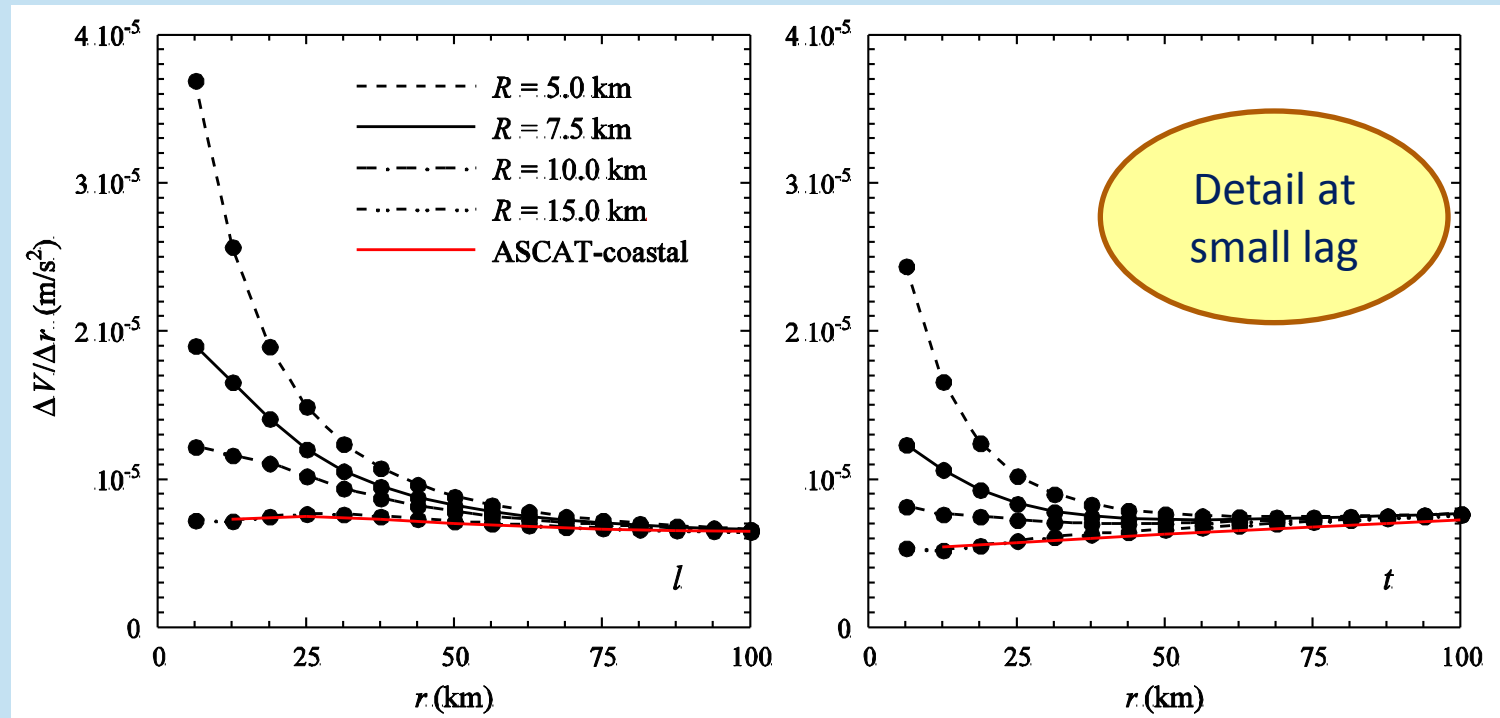 4.10⁻⁵
3.10⁻⁵
2.10⁻⁵
10⁻⁵
0
ΔV/Δr (m/s²)
R = 5.0 km
R = 7.5 km
R = 10.0 km
R = 15.0 km
ASCAT-coastal
l
0 25 50 75 100
r (km)
4.10⁻⁵
3.10⁻⁵
2.10⁻⁵
10⁻⁵
0
Detail at
small lag
t
0 25 50 75 100
r (km)